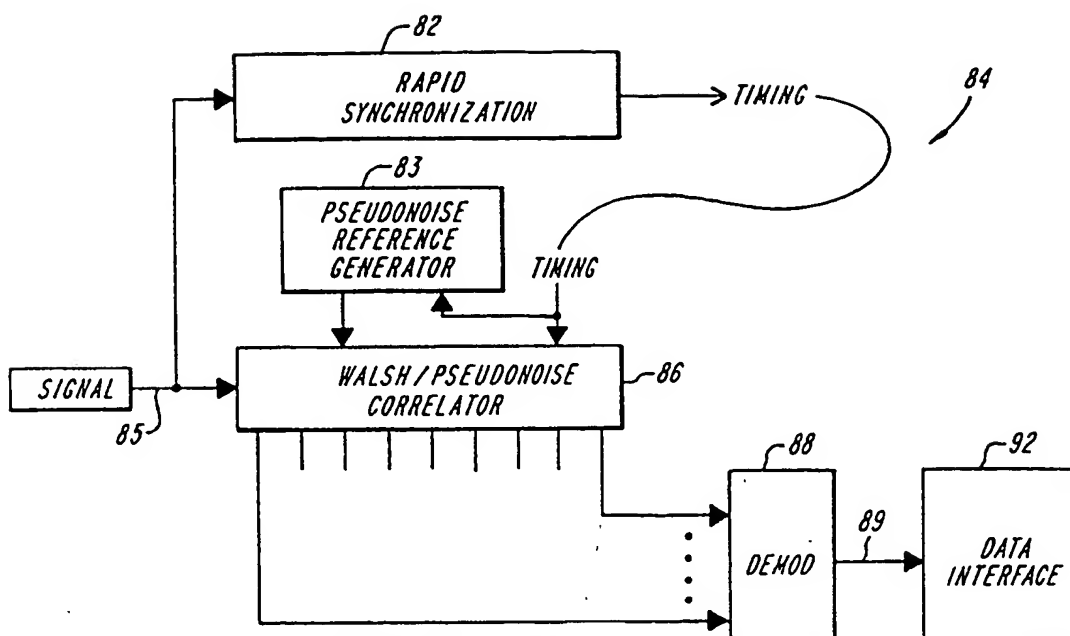 82
RAPID
SYNCHRONIZATION
TIMING
84
83
PSEUDONOISE
REFERENCE
GENERATOR
TIMING
SIGNAL
85
WALSH/PSEUDONOISE
CORRELATOR
86
88
DEMOD
89
92
DATA
INTERFACE